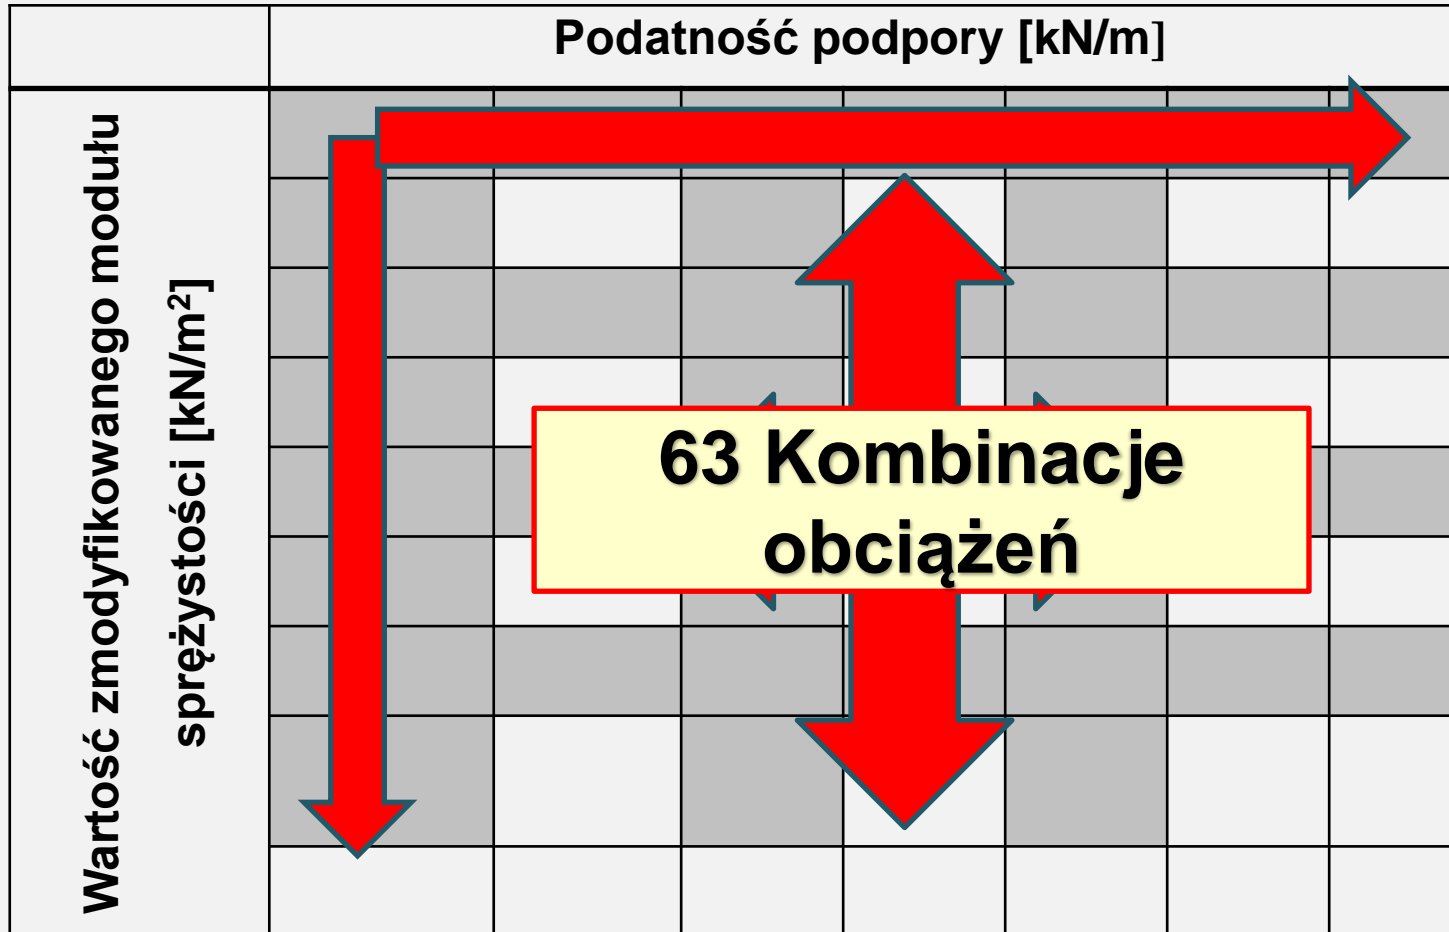 Podatność podpory [kN/m]
Wartość zmodyfikowanego modułu
sprężystości [kN/m²]
63 Kombinacje
obciążeń